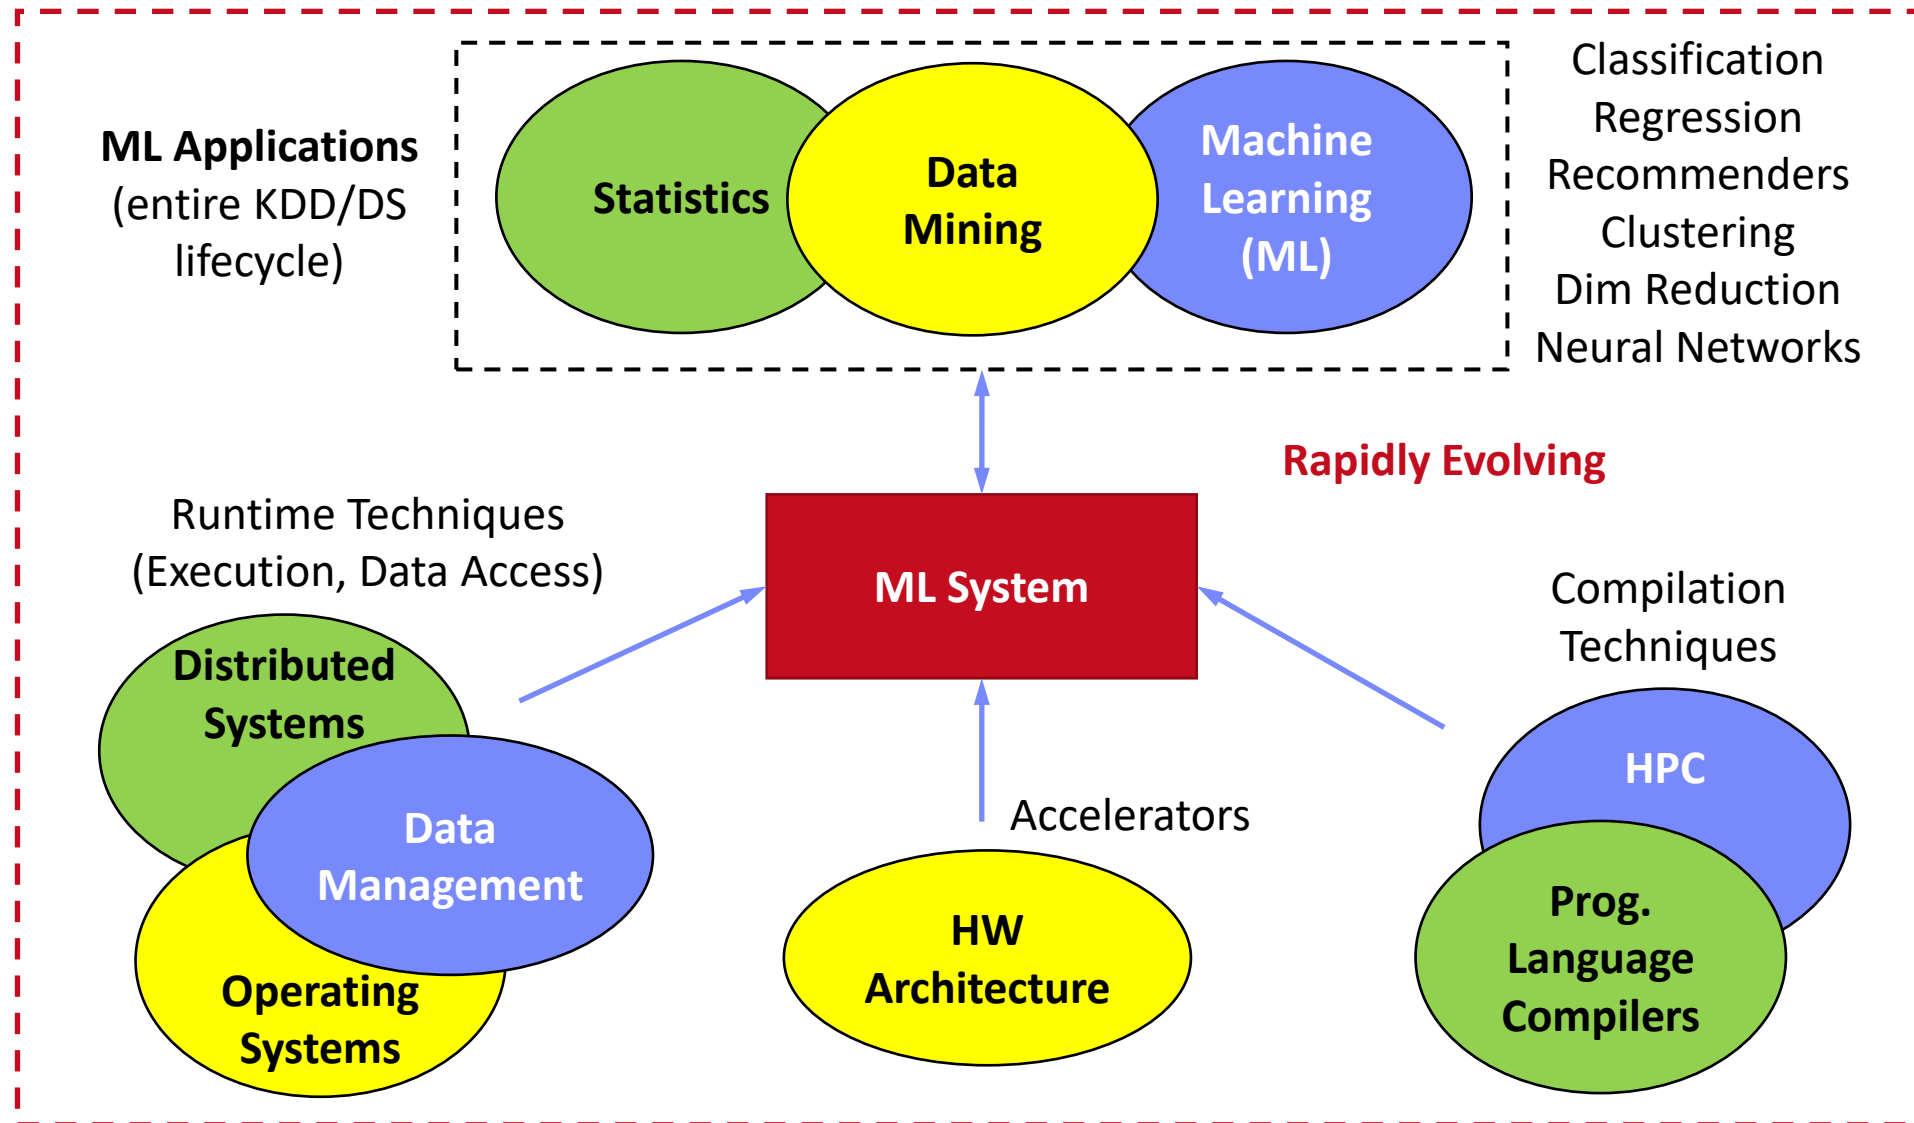 ML Applications
(entire KDD/DS
lifecycle)
Statistics
Data
Mining
Machine
Learning
(ML)
Classification
Regression
Recommenders
Clustering
Dim Reduction
Neural Networks
Rapidly Evolving
Runtime Techniques
(Execution, Data Access)
ML System
Compilation
Techniques
Distributed
Systems
Data
Management
Operating
Systems
Accelerators
HW
Architecture
HPC
Prog.
Language
Compilers